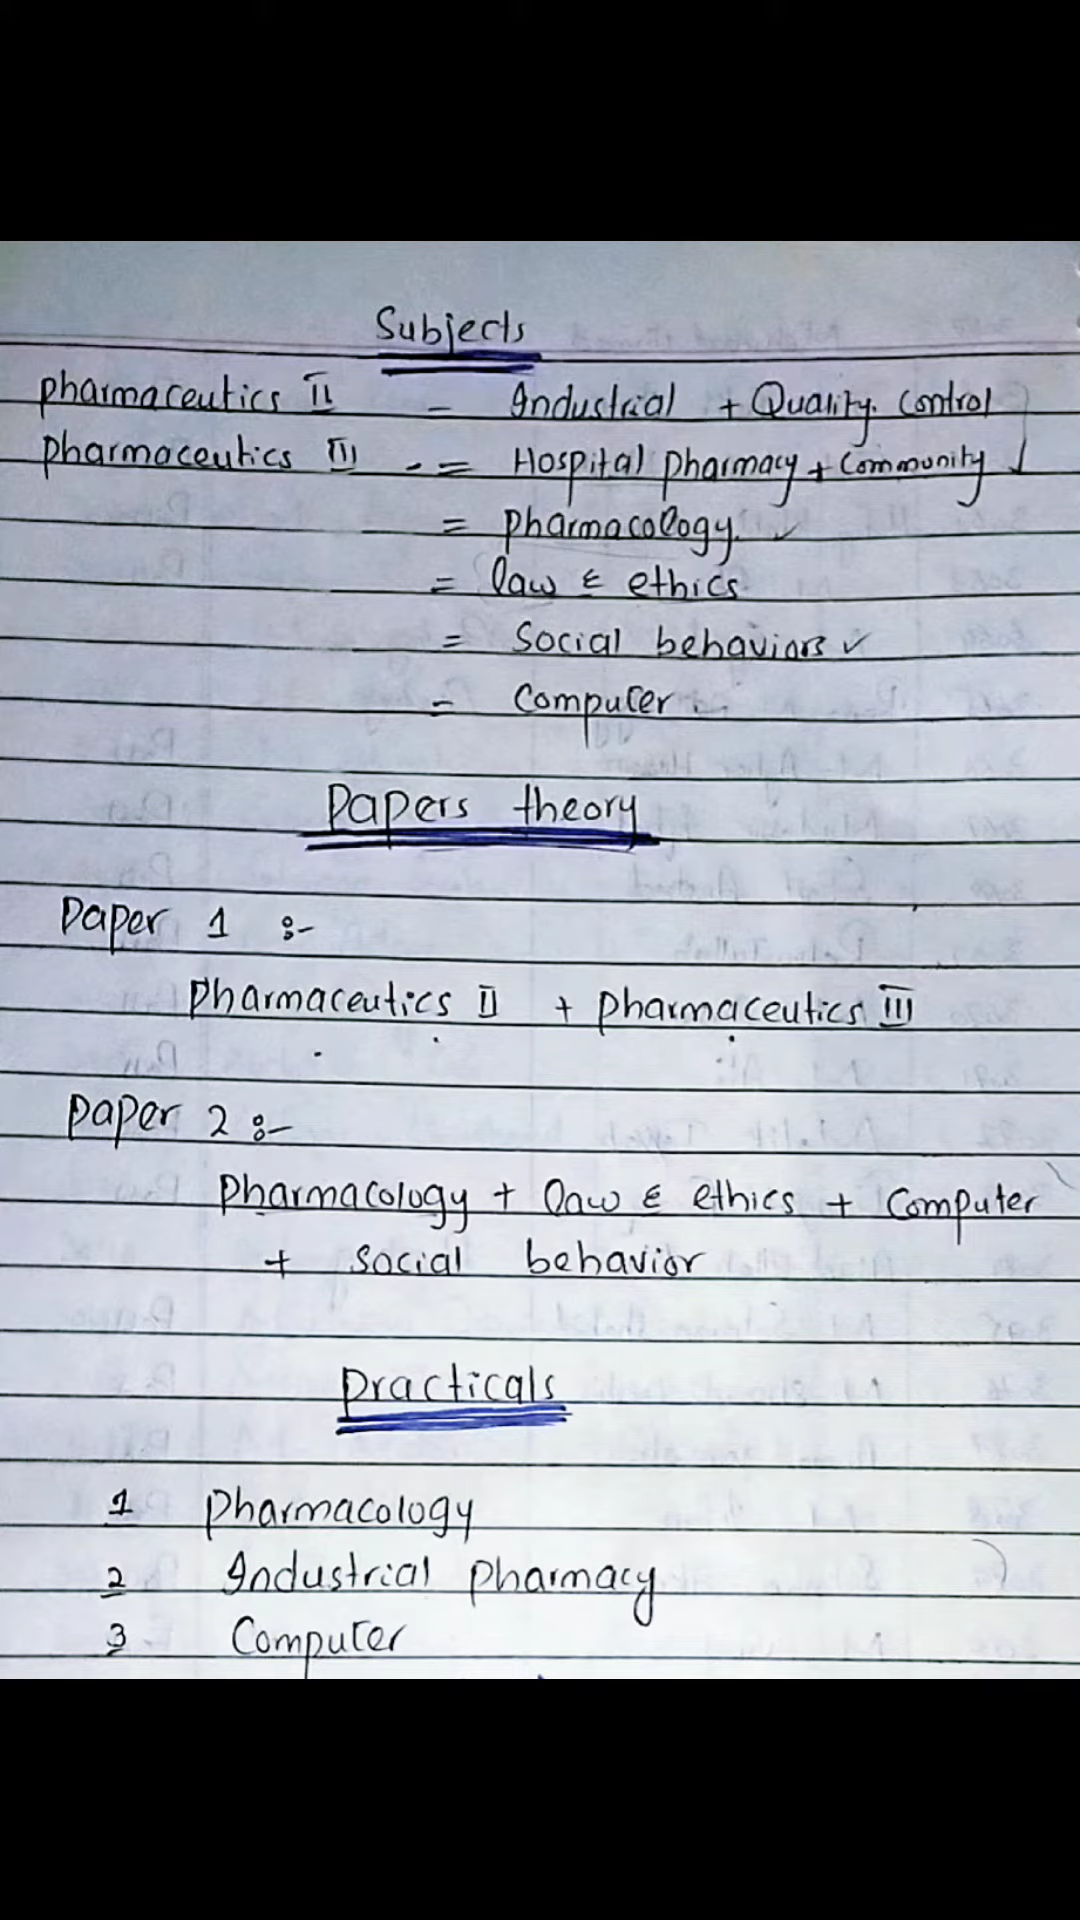 Subjects
pharmaceutics II - Industrial + Quality control
pharmaceutics III - = Hospital pharmacy + Community
= pharmacology
= law & ethics
= Social behaviors ✓
= Computer
Papers theory
Paper 1 :-
pharmaceutics II + pharmaceutics III
paper 2 :-
pharmacology + law & ethics + Computer
+ social behavior
practicals
1 pharmacology
2 Industrial pharmacy
3 Computer